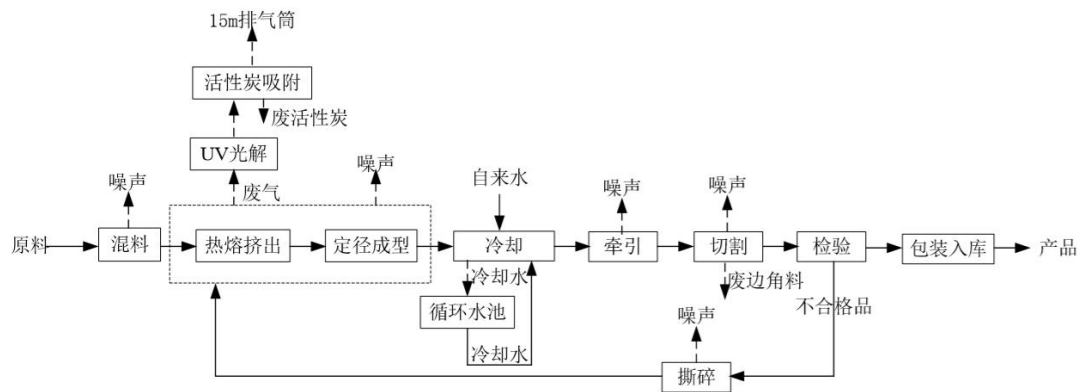 15m排气筒
活性炭吸附
废活性炭
UV光解
废气
噪声
噪声
自来水
噪声
噪声
原料
混料
热熔挤出
定径成型
冷却
牵引
切割
检验
包装入库
产品
冷却水
循环水池
冷却水
废边角料
不合格品
噪声
撕碎